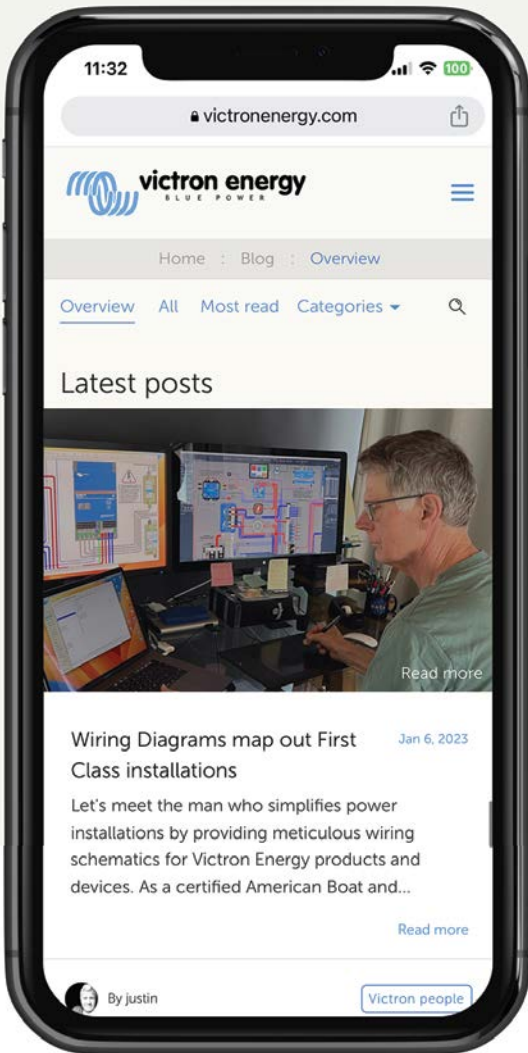 11:32
100
victronenergy.com
victron energy
BLUE POWER
Home : Blog : Overview
Overview All Most read Categories
Latest posts
Read more
Wiring Diagrams map out First Jan 6, 2023
Class installations
Let's meet the man who simplifies power
installations by providing meticulous wiring
schematics for Victron Energy products and
devices. As a certified American Boat and...
Read more
By justin Victron people